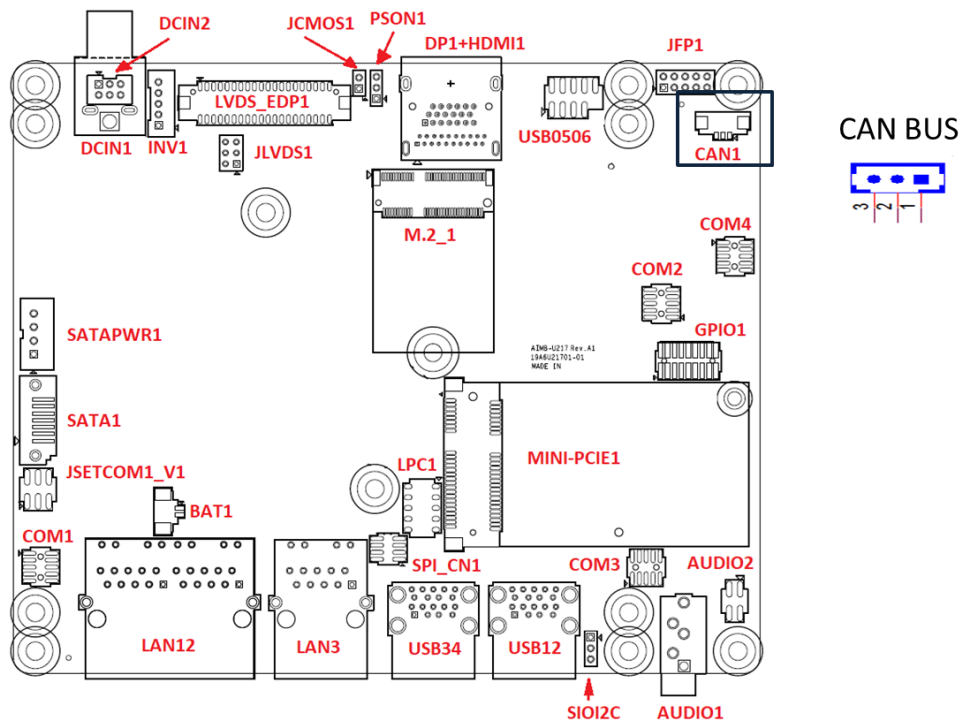 DCIN2
JCMOS1
PSON1
DP1+HDMI1
JFP1
LVDS_EDP1
USB0506
CAN BUS
DCIN1
INV1
JLVDS1
CAN1
3
2
1
M.2_1
COM4
COM2
SATAPWR1
GPIO1
AIMB-U217 Rev.A1
19A6U21701-01
MADE IN
SATA1
MINI-PCIE1
JSETCOM1_V1
LPC1
BAT1
COM1
SPI_CN1
COM3
AUDIO2
LAN12
LAN3
USB34
USB12
SIOI2C
AUDIO1